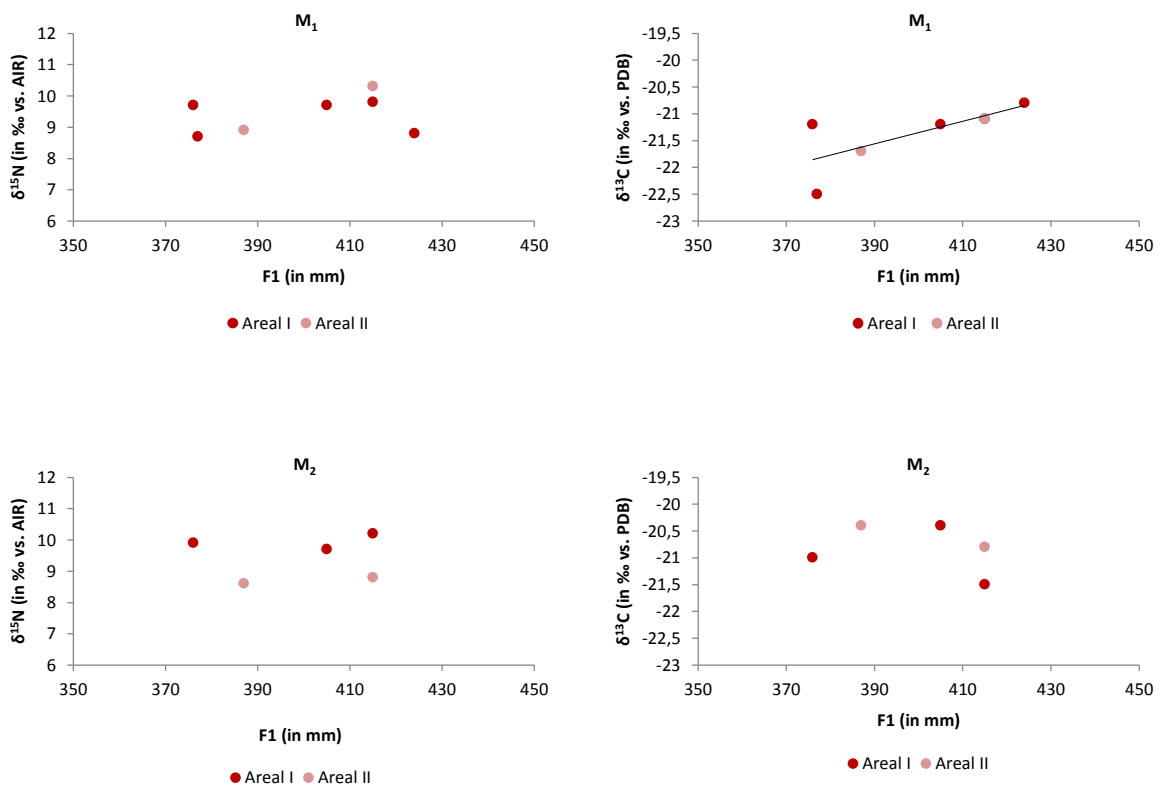 M₁
12
11
10
9
8
7
6
δ¹⁵N (in ‰ vs. AIR)
350 370 390 410 430 450
F1 (in mm)
Areal I Areal II
M₁
-19,5
-20
-20,5
-21
-21,5
-22
-22,5
-23
δ¹³C (in ‰ vs. PDB)
350 370 390 410 430 450
F1 (in mm)
Areal I Areal II
M₂
12
11
10
9
8
7
6
δ¹⁵N (in ‰ vs. AIR)
350 370 390 410 430 450
F1 (in mm)
Areal I Areal II
M₂
-19,5
-20
-20,5
-21
-21,5
-22
-22,5
-23
δ¹³C (in ‰ vs. PDB)
350 370 390 410 430 450
F1 (in mm)
Areal I Areal II